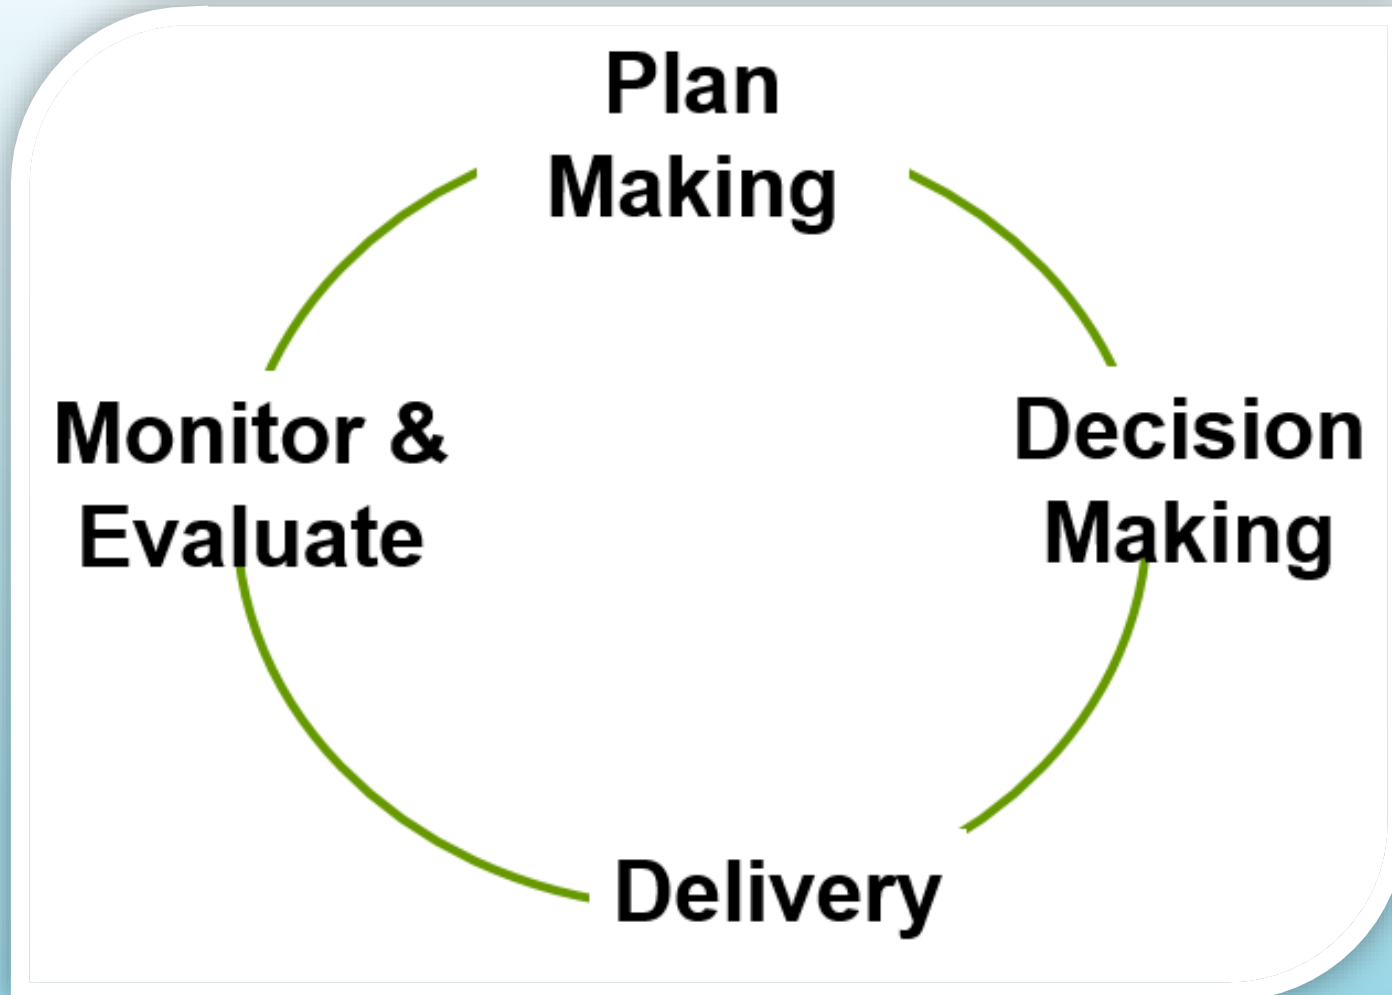 Plan
Making
Decision
Making
Delivery
Monitor &
Evaluate